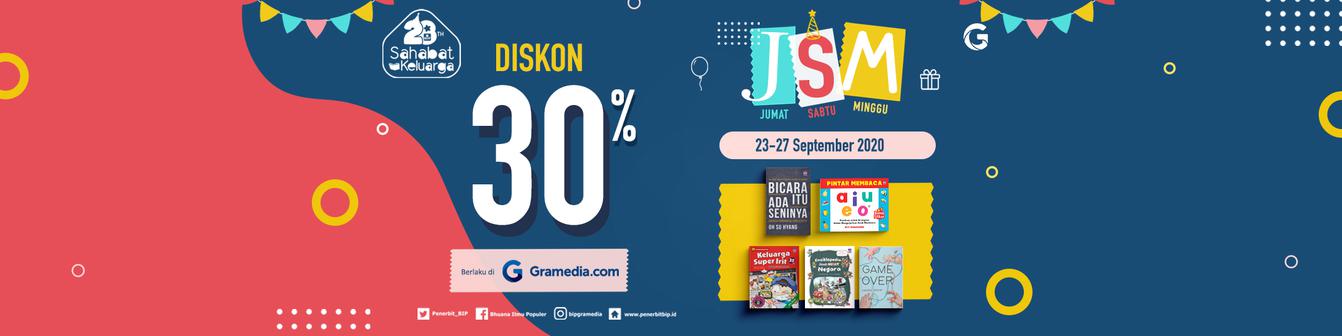 28TH
Sahabat
Keluarga
DISKON
30%
Berlaku di
Gramedia.com
Penerbit_BIP
Bhuana Ilmu Populer
bipgramedia
www.penerbitbip.id
JSM
JUMAT
SABTU
MINGGU
23-27 September 2020
BICARA
ITU
ADA
SENINYA
OH SU HYANG
PINTAR MEMBACA
a i u
e o
Keluarga
Super Irit
Ensiklopedia
Negara
GAME
OVER